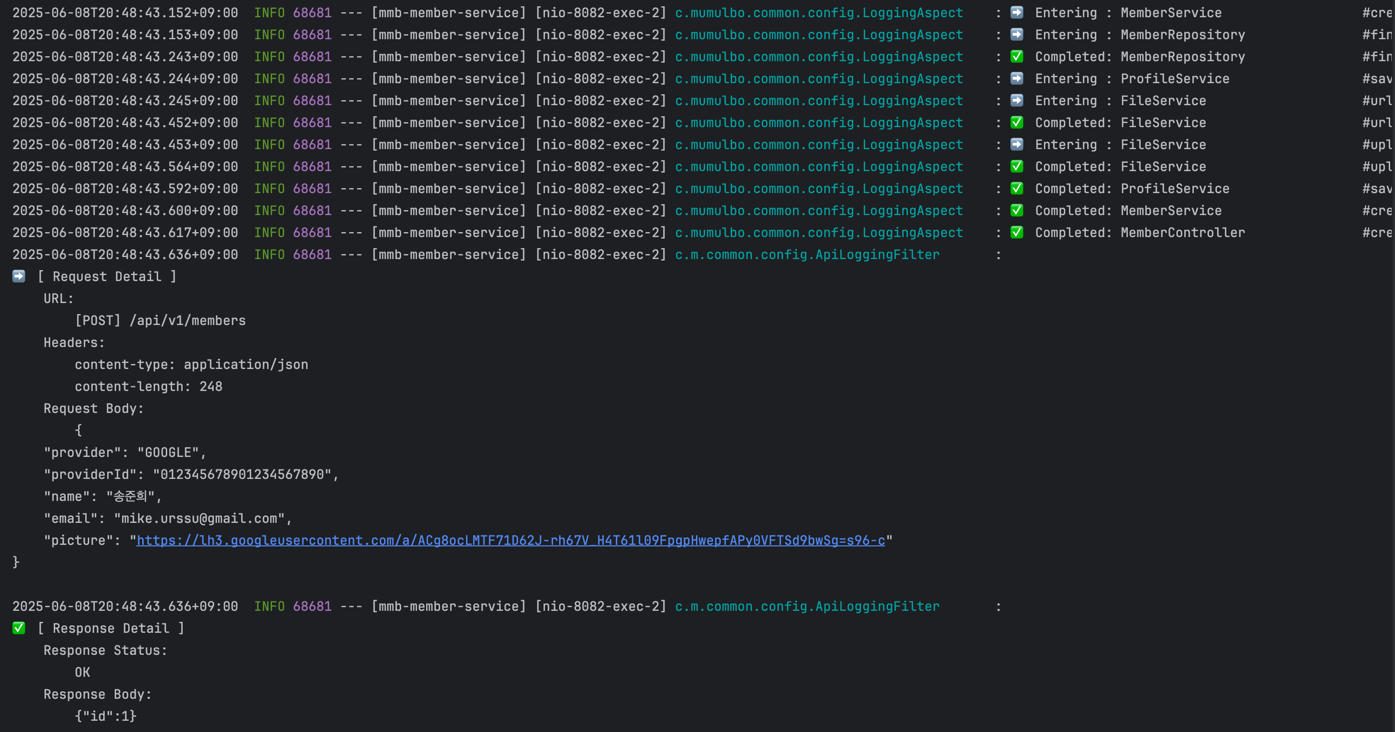 2025-06-08T20:48:43.152+09:00  INFO 68681 --- [mmb-member-service] [nio-8082-exec-2] c.mumulbo.common.config.LoggingAspect    : ➡️ Entering : MemberService                  #cre
2025-06-08T20:48:43.153+09:00  INFO 68681 --- [mmb-member-service] [nio-8082-exec-2] c.mumulbo.common.config.LoggingAspect    : ➡️ Entering : MemberRepository               #fin
2025-06-08T20:48:43.243+09:00  INFO 68681 --- [mmb-member-service] [nio-8082-exec-2] c.mumulbo.common.config.LoggingAspect    : ✅ Completed: MemberRepository               #fin
2025-06-08T20:48:43.244+09:00  INFO 68681 --- [mmb-member-service] [nio-8082-exec-2] c.mumulbo.common.config.LoggingAspect    : ➡️ Entering : ProfileService                 #sav
2025-06-08T20:48:43.245+09:00  INFO 68681 --- [mmb-member-service] [nio-8082-exec-2] c.mumulbo.common.config.LoggingAspect    : ➡️ Entering : FileService                    #url
2025-06-08T20:48:43.452+09:00  INFO 68681 --- [mmb-member-service] [nio-8082-exec-2] c.mumulbo.common.config.LoggingAspect    : ✅ Completed: FileService                    #url
2025-06-08T20:48:43.453+09:00  INFO 68681 --- [mmb-member-service] [nio-8082-exec-2] c.mumulbo.common.config.LoggingAspect    : ➡️ Entering : FileService                    #upl
2025-06-08T20:48:43.564+09:00  INFO 68681 --- [mmb-member-service] [nio-8082-exec-2] c.mumulbo.common.config.LoggingAspect    : ✅ Completed: FileService                    #upl
2025-06-08T20:48:43.592+09:00  INFO 68681 --- [mmb-member-service] [nio-8082-exec-2] c.mumulbo.common.config.LoggingAspect    : ✅ Completed: ProfileService                 #sav
2025-06-08T20:48:43.600+09:00  INFO 68681 --- [mmb-member-service] [nio-8082-exec-2] c.mumulbo.common.config.LoggingAspect    : ✅ Completed: MemberService                  #cre
2025-06-08T20:48:43.617+09:00  INFO 68681 --- [mmb-member-service] [nio-8082-exec-2] c.mumulbo.common.config.LoggingAspect    : ✅ Completed: MemberController               #cre
2025-06-08T20:48:43.636+09:00  INFO 68681 --- [mmb-member-service] [nio-8082-exec-2] c.m.common.config.ApiLoggingFilter       :
➡️ [ Request Detail ]
    URL:
        [POST] /api/v1/members
    Headers:
        content-type: application/json
        content-length: 248
    Request Body:
        {
    "provider": "GOOGLE",
    "providerId": "012345678901234567890",
    "name": "송준희",
    "email": "mike.urssu@gmail.com",
    "picture": "https://lh3.googleusercontent.com/a/ACg8ocLMTF71D62J-rh67V_H4T61l09FpgpHwepfAPy0VFTSd9bwSg=s96-c"
}
2025-06-08T20:48:43.636+09:00  INFO 68681 --- [mmb-member-service] [nio-8082-exec-2] c.m.common.config.ApiLoggingFilter       :
✅ [ Response Detail ]
    Response Status:
        OK
    Response Body:
        {"id":1}